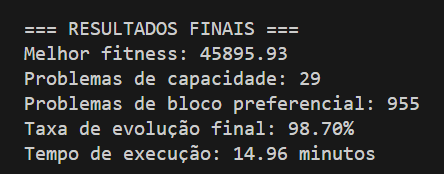 === RESULTADOS FINAIS ===
Melhor fitness: 45895.93
Problemas de capacidade: 29
Problemas de bloco preferencial: 955
Taxa de evolução final: 98.70%
Tempo de execução: 14.96 minutos